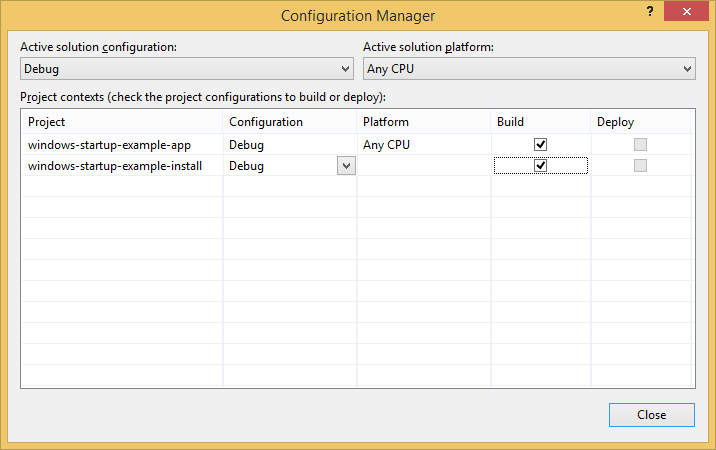 Configuration Manager
?
Active solution configuration: Active solution platform:
Debug Any CPU
Project contexts (check the project configurations to build or deploy):
Project Configuration Platform Build Deploy
windows-startup-example-app Debug Any CPU
windows-startup-example-install Debug
Close